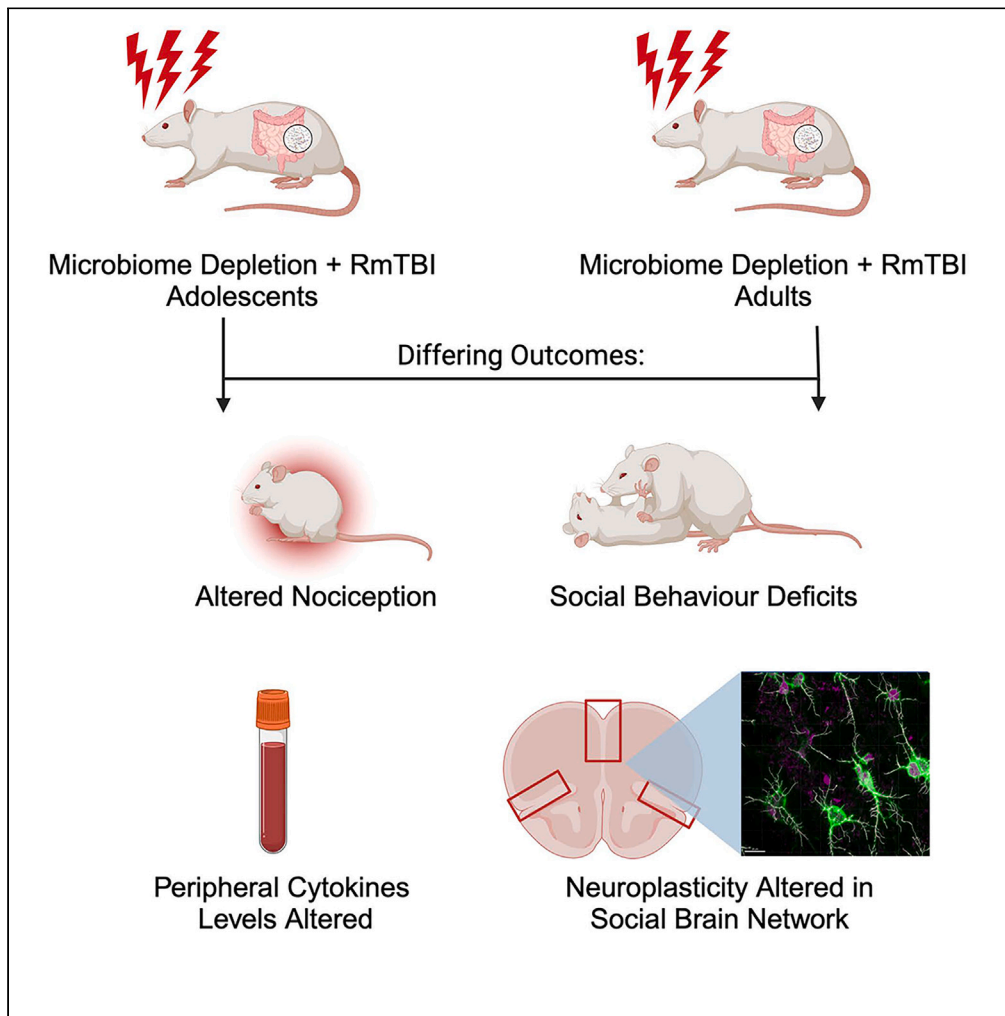 Microbiome Depletion + RmTBI
Adolescents
Microbiome Depletion + RmTBI
Adults
Differing Outcomes:
Altered Nociception
Social Behaviour Deficits
Peripheral Cytokines
Levels Altered
Neuroplasticity Altered in
Social Brain Network